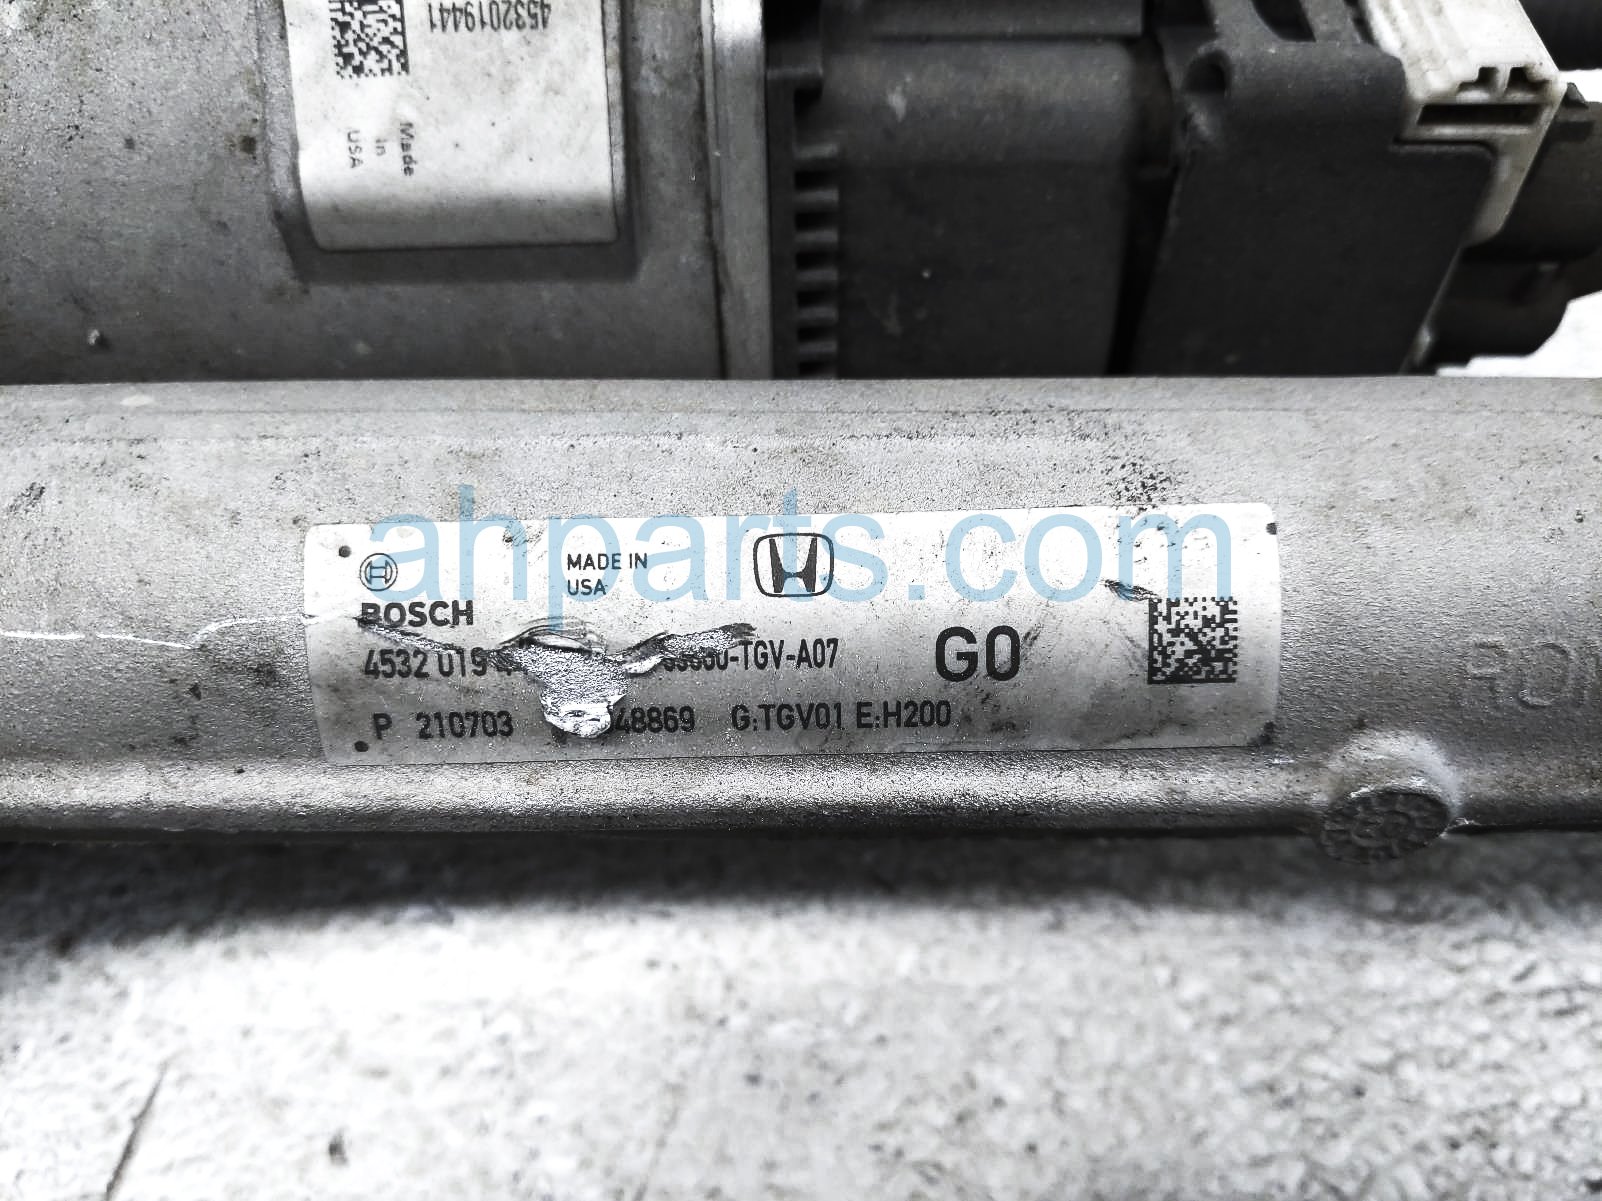 4532019441
Made
in
USA
ahparts.com
BOSCH
MADE IN
USA
4532 019
-TGV-A07
G0
P 210703
48869 G:TGV01 E:H200